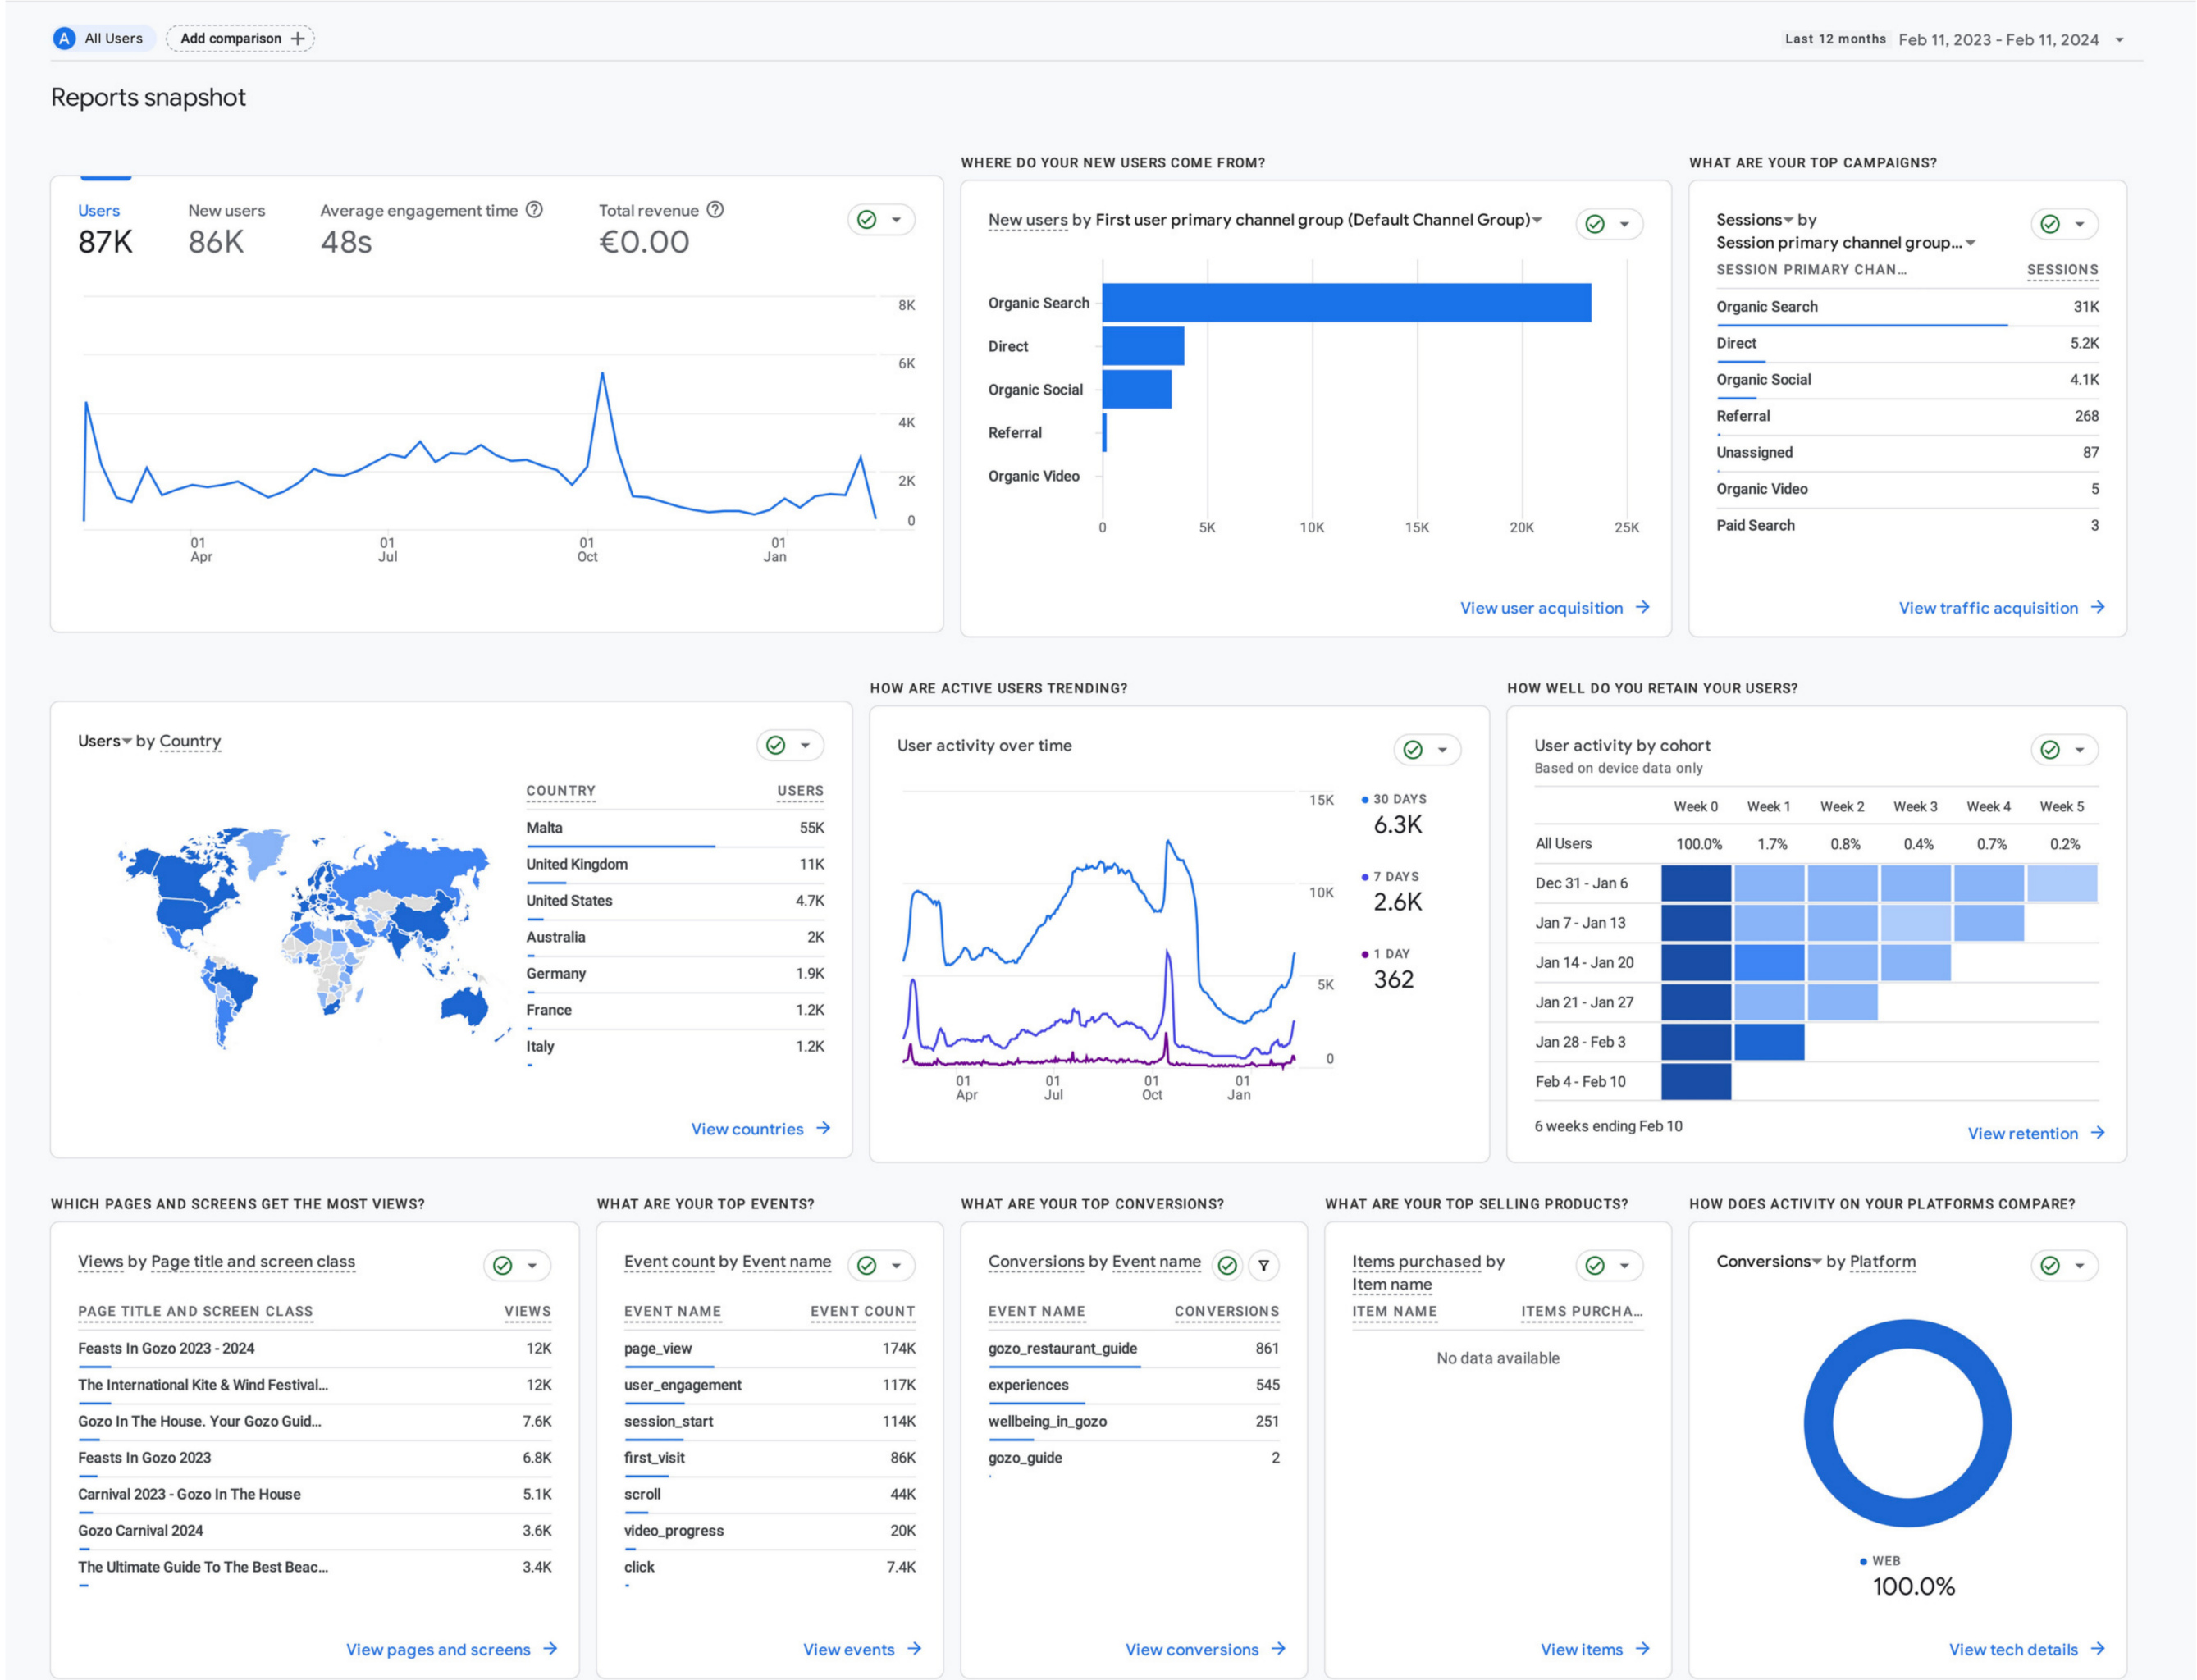 A All Users Add comparison +
Last 12 months Feb 11, 2023 - Feb 11, 2024
Reports snapshot
Users New users Average engagement time Total revenue
87K 86K 48s €0.00
8K
6K
4K
2K
0
01 01 01 01
Apr Jul Oct Jan
WHERE DO YOUR NEW USERS COME FROM?
New users by First user primary channel group (Default Channel Group)
Organic Search
Direct
Organic Social
Referral
Organic Video
0 5K 10K 15K 20K 25K
View user acquisition
WHAT ARE YOUR TOP CAMPAIGNS?
Sessions by
Session primary channel group...
SESSION PRIMARY CHAN... SESSIONS
Organic Search 31K
Direct 5.2K
Organic Social 4.1K
Referral 268
Unassigned 87
Organic Video 5
Paid Search 3
View traffic acquisition
Users by Country
COUNTRY USERS
Malta 55K
United Kingdom 11K
United States 4.7K
Australia 2K
Germany 1.9K
France 1.2K
Italy 1.2K
View countries
HOW ARE ACTIVE USERS TRENDING?
User activity over time
15K
10K
5K
0
01 01 01 01
Apr Jul Oct Jan
30 DAYS
6.3K
7 DAYS
2.6K
1 DAY
362
HOW WELL DO YOU RETAIN YOUR USERS?
User activity by cohort
Based on device data only
Week 0 Week 1 Week 2 Week 3 Week 4 Week 5
All Users 100.0% 1.7% 0.8% 0.4% 0.7% 0.2%
Dec 31 - Jan 6
Jan 7 - Jan 13
Jan 14 - Jan 20
Jan 21 - Jan 27
Jan 28 - Feb 3
Feb 4 - Feb 10
6 weeks ending Feb 10
View retention
WHICH PAGES AND SCREENS GET THE MOST VIEWS?
Views by Page title and screen class
PAGE TITLE AND SCREEN CLASS VIEWS
Feasts In Gozo 2023 - 2024 12K
The International Kite & Wind Festival... 12K
Gozo In The House. Your Gozo Guid... 7.6K
Feasts In Gozo 2023 6.8K
Carnival 2023 - Gozo In The House 5.1K
Gozo Carnival 2024 3.6K
The Ultimate Guide To The Best Beac... 3.4K
View pages and screens
WHAT ARE YOUR TOP EVENTS?
Event count by Event name
EVENT NAME EVENT COUNT
page_view 174K
user_engagement 117K
session_start 114K
first_visit 86K
scroll 44K
video_progress 20K
click 7.4K
View events
WHAT ARE YOUR TOP CONVERSIONS?
Conversions by Event name
EVENT NAME CONVERSIONS
gozo_restaurant_guide 861
experiences 545
wellbeing_in_gozo 251
gozo_guide 2
View conversions
WHAT ARE YOUR TOP SELLING PRODUCTS?
Items purchased by
Item name
ITEM NAME ITEMS PURCHA...
No data available
View items
HOW DOES ACTIVITY ON YOUR PLATFORMS COMPARE?
Conversions by Platform
WEB
100.0%
View tech details